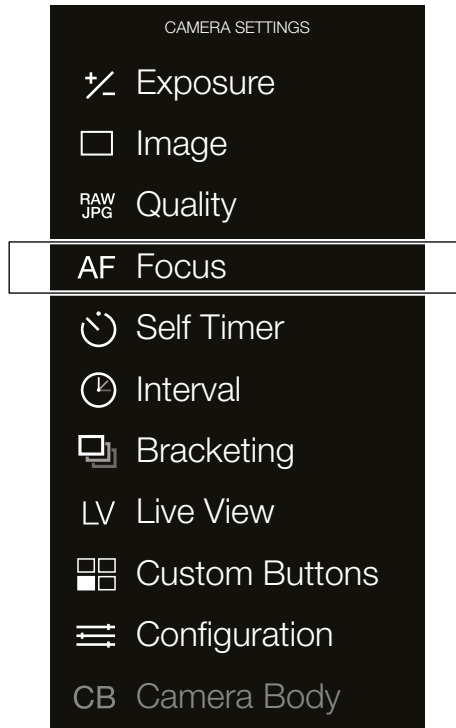 CAMERA SETTINGS
Exposure
Image
RAW
JPG Quality
AF Focus
Self Timer
Interval
Bracketing
LV Live View
Custom Buttons
Configuration
CB Camera Body